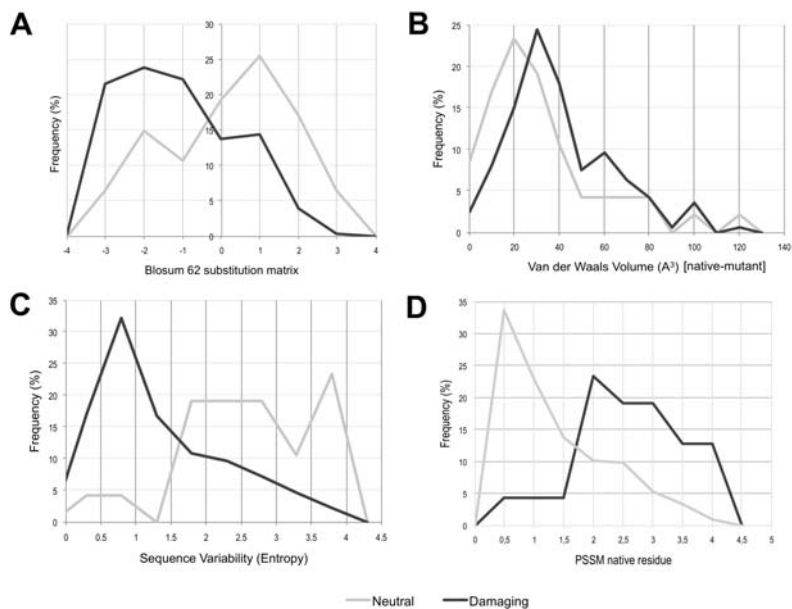 A
30
25
20
15
10
5
0
Frequency (%)
-4 -3 -2 -1 0 1 2 3 4
Blosum 62 substitution matrix
B
25
20
15
10
5
0
Frequency (%)
0 20 40 60 80 100 120 140
Van der Waals Volume (A³) [native-mutant]
C
35
30
25
20
15
10
5
0
Frequency (%)
0 0.5 1 1.5 2 2.5 3 3.5 4 4.5
Sequence Variability (Entropy)
D
35
30
25
20
15
10
5
0
Frequency (%)
0 0,5 1 1,5 2 2,5 3 3,5 4 4,5 5
PSSM native residue
Neutral Damaging